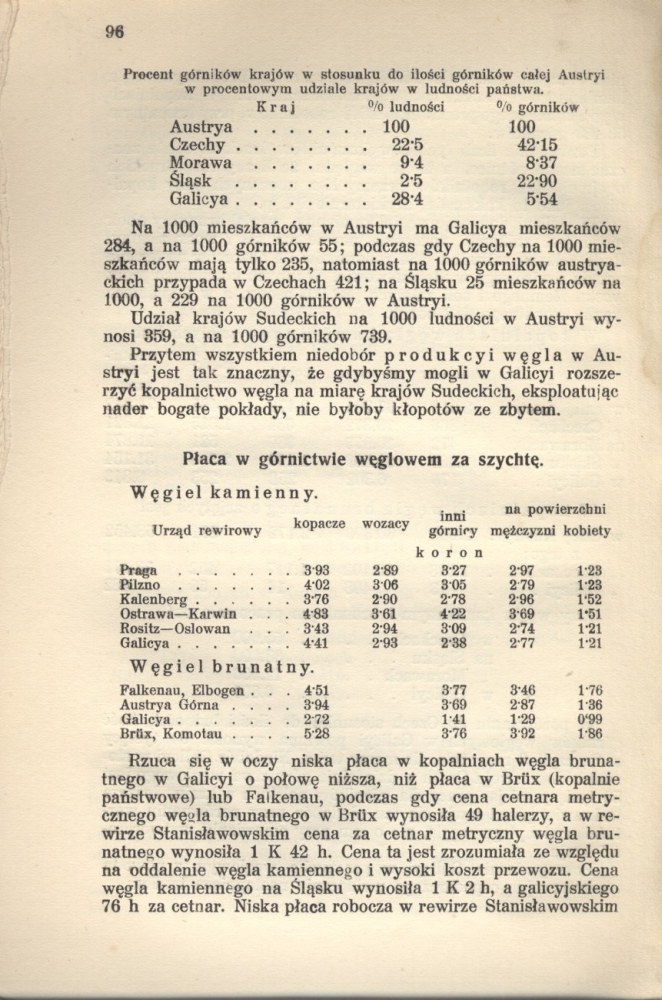 96
Procent górników krajów w stosunku do ilości górników całej Austryi
w procentowym udziale krajów w ludności państwa.
Kraj % ludności % górników
Austrya . . . . . . . 100 100
Czechy . . . . . . . . 22·5 42·15
Morawa . . . . . . . 9·4 8·37
Śląsk . . . . . . . . 2·5 22·90
Galicya . . . . . . . . 28·4 5·54
Na 1000 mieszkańców w Austryi ma Galicya mieszkańców
284, a na 1000 górników 55; podczas gdy Czechy na 1000 mie-
szkańców mają tylko 235, natomiast na 1000 górników austrya-
ckich przypada w Czechach 421; na Śląsku 25 mieszkańców na
1000, a 229 na 1000 górników w Austryi.
Udział krajów Sudeckich na 1000 ludności w Austryi wy-
nosi 359, a na 1000 górników 739.
Przytem wszystkiem niedobór produkcyi węgla w Au-
stryi jest tak znaczny, że gdybyśmy mogli w Galicyi rozsze-
rzyć kopalnictwo węgla na miarę krajów Sudeckich, eksploatując
nader bogate pokłady, nie byłoby kłopotów ze zbytem.
Płaca w górnictwie węglowem za szychtę.
Węgiel kamienny.
Urząd rewirowy kopacze wozacy inni górnicy na powierzchni mężczyzni kobiety
koron
Praga . . . . . . . 3·93 2·89 3·27 2·97 1·23
Pilzno . . . . . . . 4·02 3·06 3·05 2·79 1·23
Kalenberg . . . . . . 3·76 2·90 2·78 2·96 1·52
Ostrawa—Karwin . . . 4·83 3·61 4·22 3·69 1·51
Rositz—Oslowan . . . 3·43 2·94 3·09 2·74 1·21
Galicya . . . . . . . 4·41 2·93 2·38 2·77 1·21
Węgiel brunatny.
Falkenau, Elbogen . . . 4·51 3·77 3·46 1·76
Austrya Górna . . . . 3·94 3·69 2·87 1·36
Galicya . . . . . . . 2·72 1·41 1·29 0·99
Brüx, Komotau . . . . 5·28 3·76 3·92 1·86
Rzuca się w oczy niska płaca w kopalniach węgla bruna-
tnego w Galicyi o połowę niższa, niż płaca w Brüx (kopalnie
państwowe) lub Falkenau, podczas gdy cena cetnara metry-
cznego węgla brunatnego w Brüx wynosiła 49 halerzy, a w re-
wirze Stanisławowskim cena za cetnar metryczny węgla bru-
natnego wynosiła 1 K 42 h. Cena ta jest zrozumiała ze względu
na oddalenie węgla kamiennego i wysoki koszt przewozu. Cena
węgla kamiennego na Śląsku wynosiła 1 K 2 h, a galicyjskiego
76 h za cetnar. Niska płaca robocza w rewirze Stanisławowskim